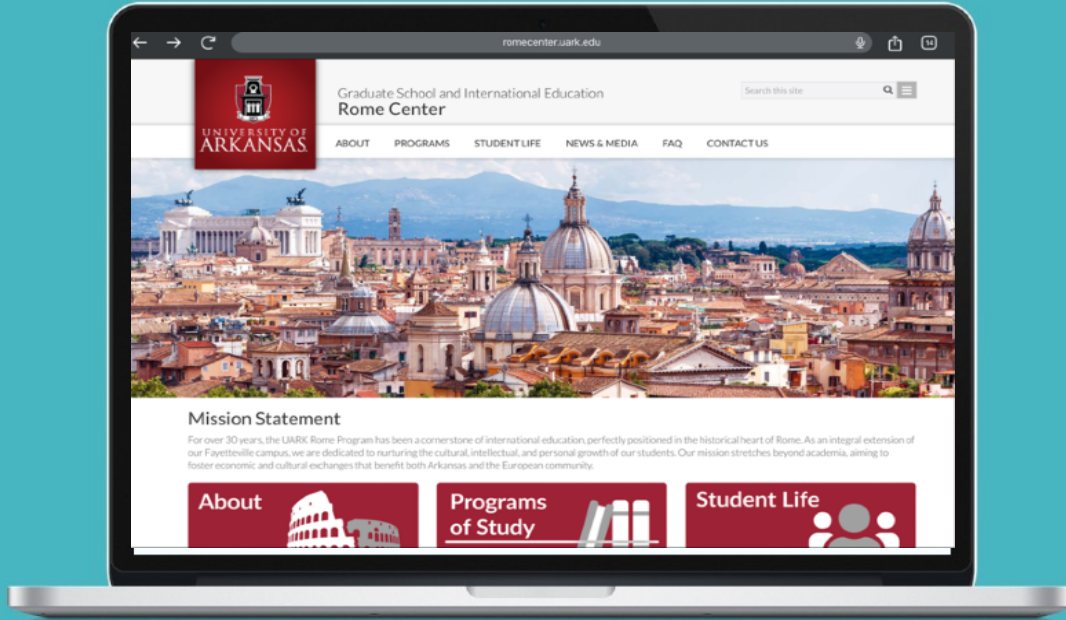 romecenter.uark.edu
14
UNIVERSITY OF
ARKANSAS
Graduate School and International Education
Rome Center
Search this site
ABOUT PROGRAMS STUDENT LIFE NEWS & MEDIA FAQ CONTACT US
Mission Statement
For over 30 years, the UARK Rome Program has been a cornerstone of international education, perfectly positioned in the historical heart of Rome. As an integral extension of
our Fayetteville campus, we are dedicated to nurturing the cultural, intellectual, and personal growth of our students. Our mission stretches beyond academia, aiming to
foster economic and cultural exchanges that benefit both Arkansas and the European community.
About
Programs
of Study
Student Life